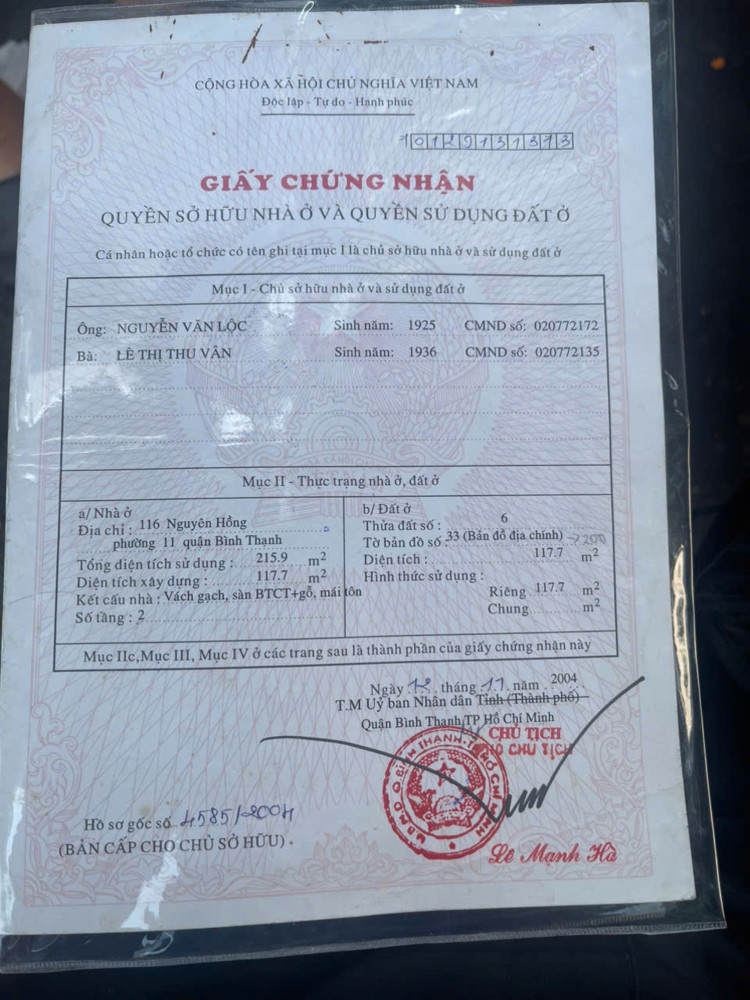 CỘNG HÒA XÃ HỘI CHỦ NGHĨA VIỆT NAM
Độc lập - Tự do - Hạnh phúc
GIẤY CHỨNG NHẬN
QUYỀN SỞ HỮU NHÀ Ở VÀ QUYỀN SỬ DỤNG ĐẤT Ở
Cá nhân hoặc tổ chức có tên ghi tại mục I là chủ sở hữu nhà ở và sử dụng đất ở
Mục I - Chủ sở hữu nhà ở và sử dụng đất ở
Ông: NGUYỄN VĂN LỘC Sinh năm: 1925 CMND số: 020772172
Bà: LÊ THỊ THU VÂN Sinh năm: 1936 CMND số: 020772135
Mục II - Thực trạng nhà ở, đất ở
a/ Nhà ở
Địa chỉ : 116 Nguyên Hồng
phường 11 quận Bình Thạnh
Tổng diện tích sử dụng : 215.9 m2
Diện tích xây dựng : 117.7 m2
Kết cấu nhà : Vách gạch, sàn BTCT+gỗ, mái tôn
Số tầng : 2
b/ Đất ở
Thửa đất số : 6
Tờ bản đồ số : 33 (Bản đồ địa chính)
Diện tích : 117.7 m2
Hình thức sử dụng :
Riêng 117.7 m2
Chung m2
Mục IIc, Mục III, Mục IV ở các trang sau là thành phần của giấy chứng nhận này
Ngày 12 tháng 11 năm 2004
T.M Uỷ ban Nhân dân Tỉnh (Thành phố)
Quận Bình Thạnh TP Hồ Chí Minh
CHỦ TỊCH
PHÓ CHỦ TỊCH
Lê Mạnh Hà
Hồ sơ gốc số 4585/2004
(BẢN CẤP CHO CHỦ SỞ HỮU)